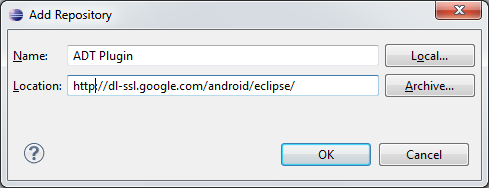 Add Repository
Name: ADT Plugin Local...
Location: http://dl-ssl.google.com/android/eclipse/ Archive...
? OK Cancel